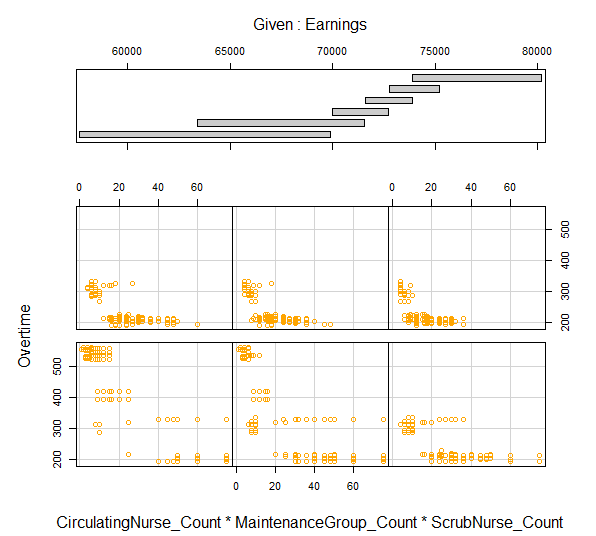 Given : Earnings
60000 65000 70000 75000 80000
0 20 40 60 0 20 40 60
500
400
300
200
Overtime
500
400
300
200
0 20 40 60
CirculatingNurse_Count * MaintenanceGroup_Count * ScrubNurse_Count